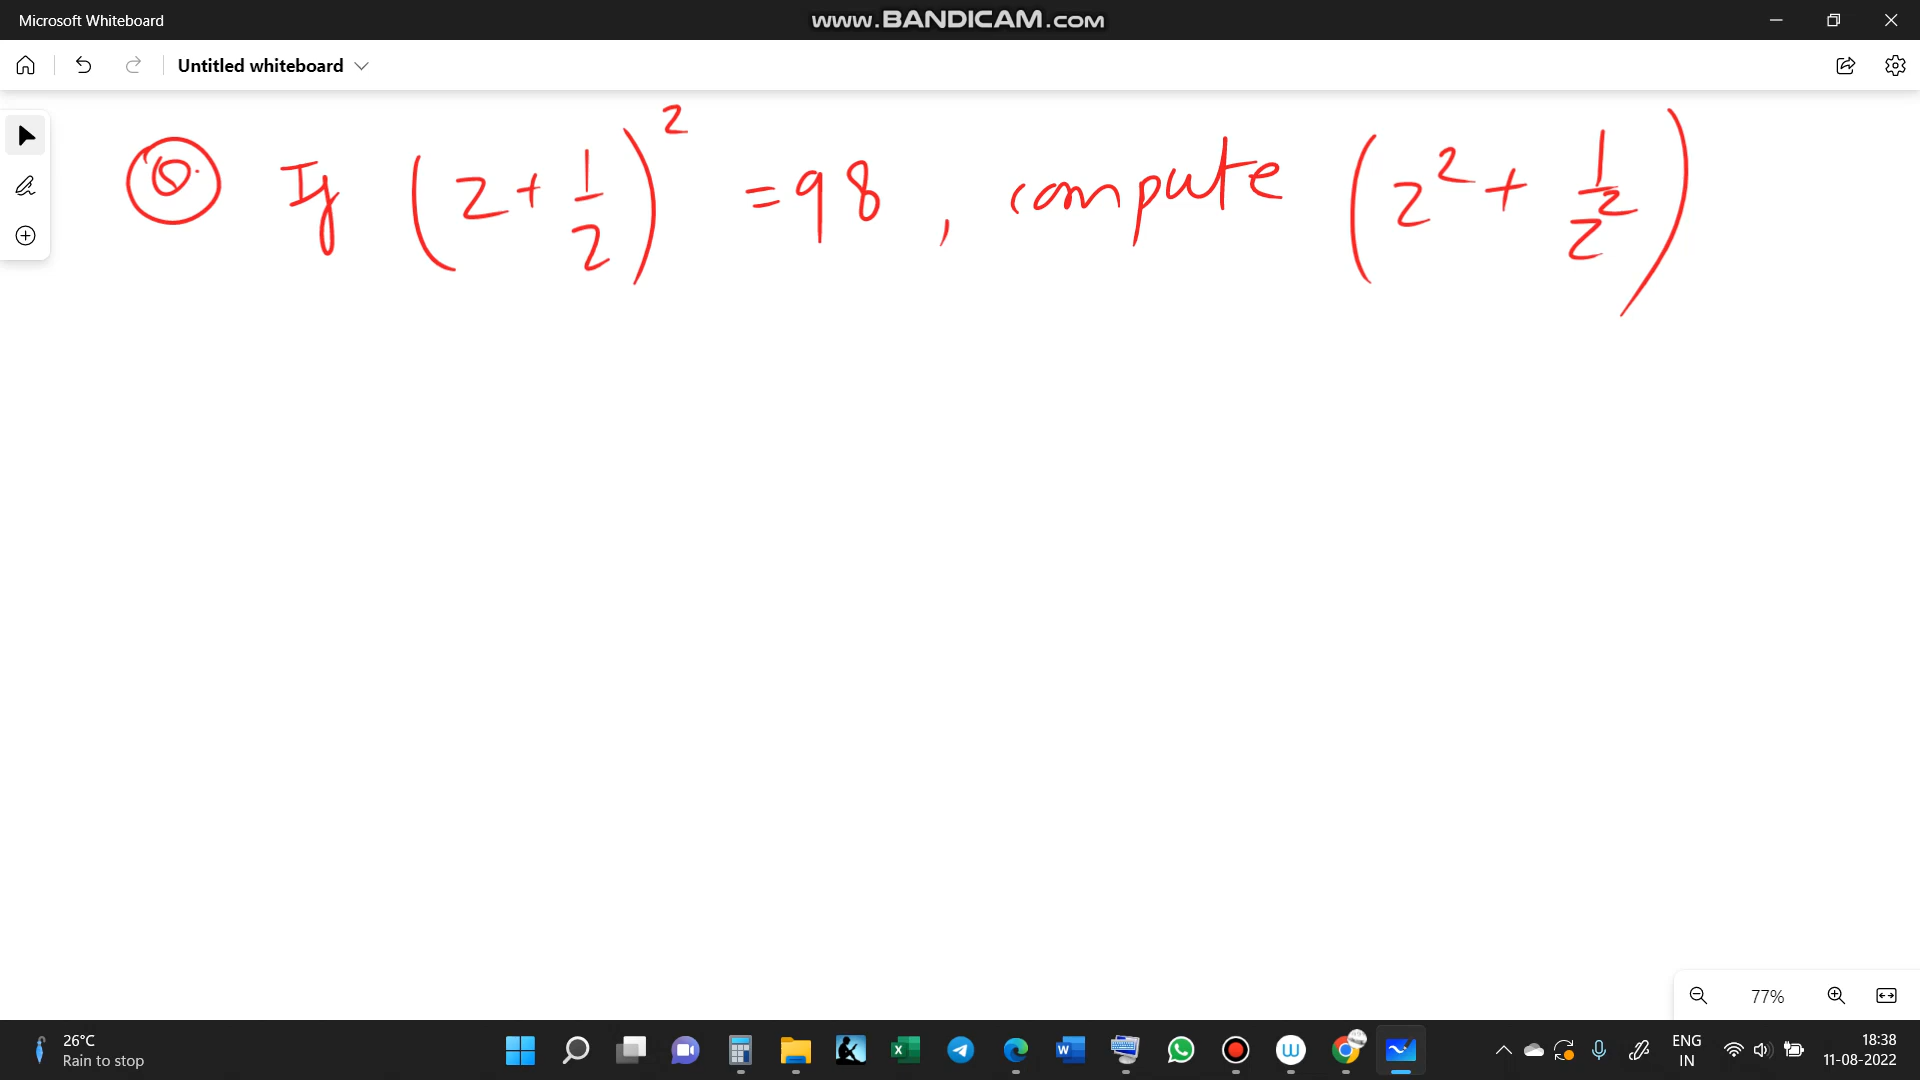 Microsoft Whiteboard
www.BANDICAM.com
Untitled whiteboard
Q. If (z + 1/z)² = 98, compute (z² + 1/z²)
77%
26°C
Rain to stop
ENG
IN
18:38
11-08-2022